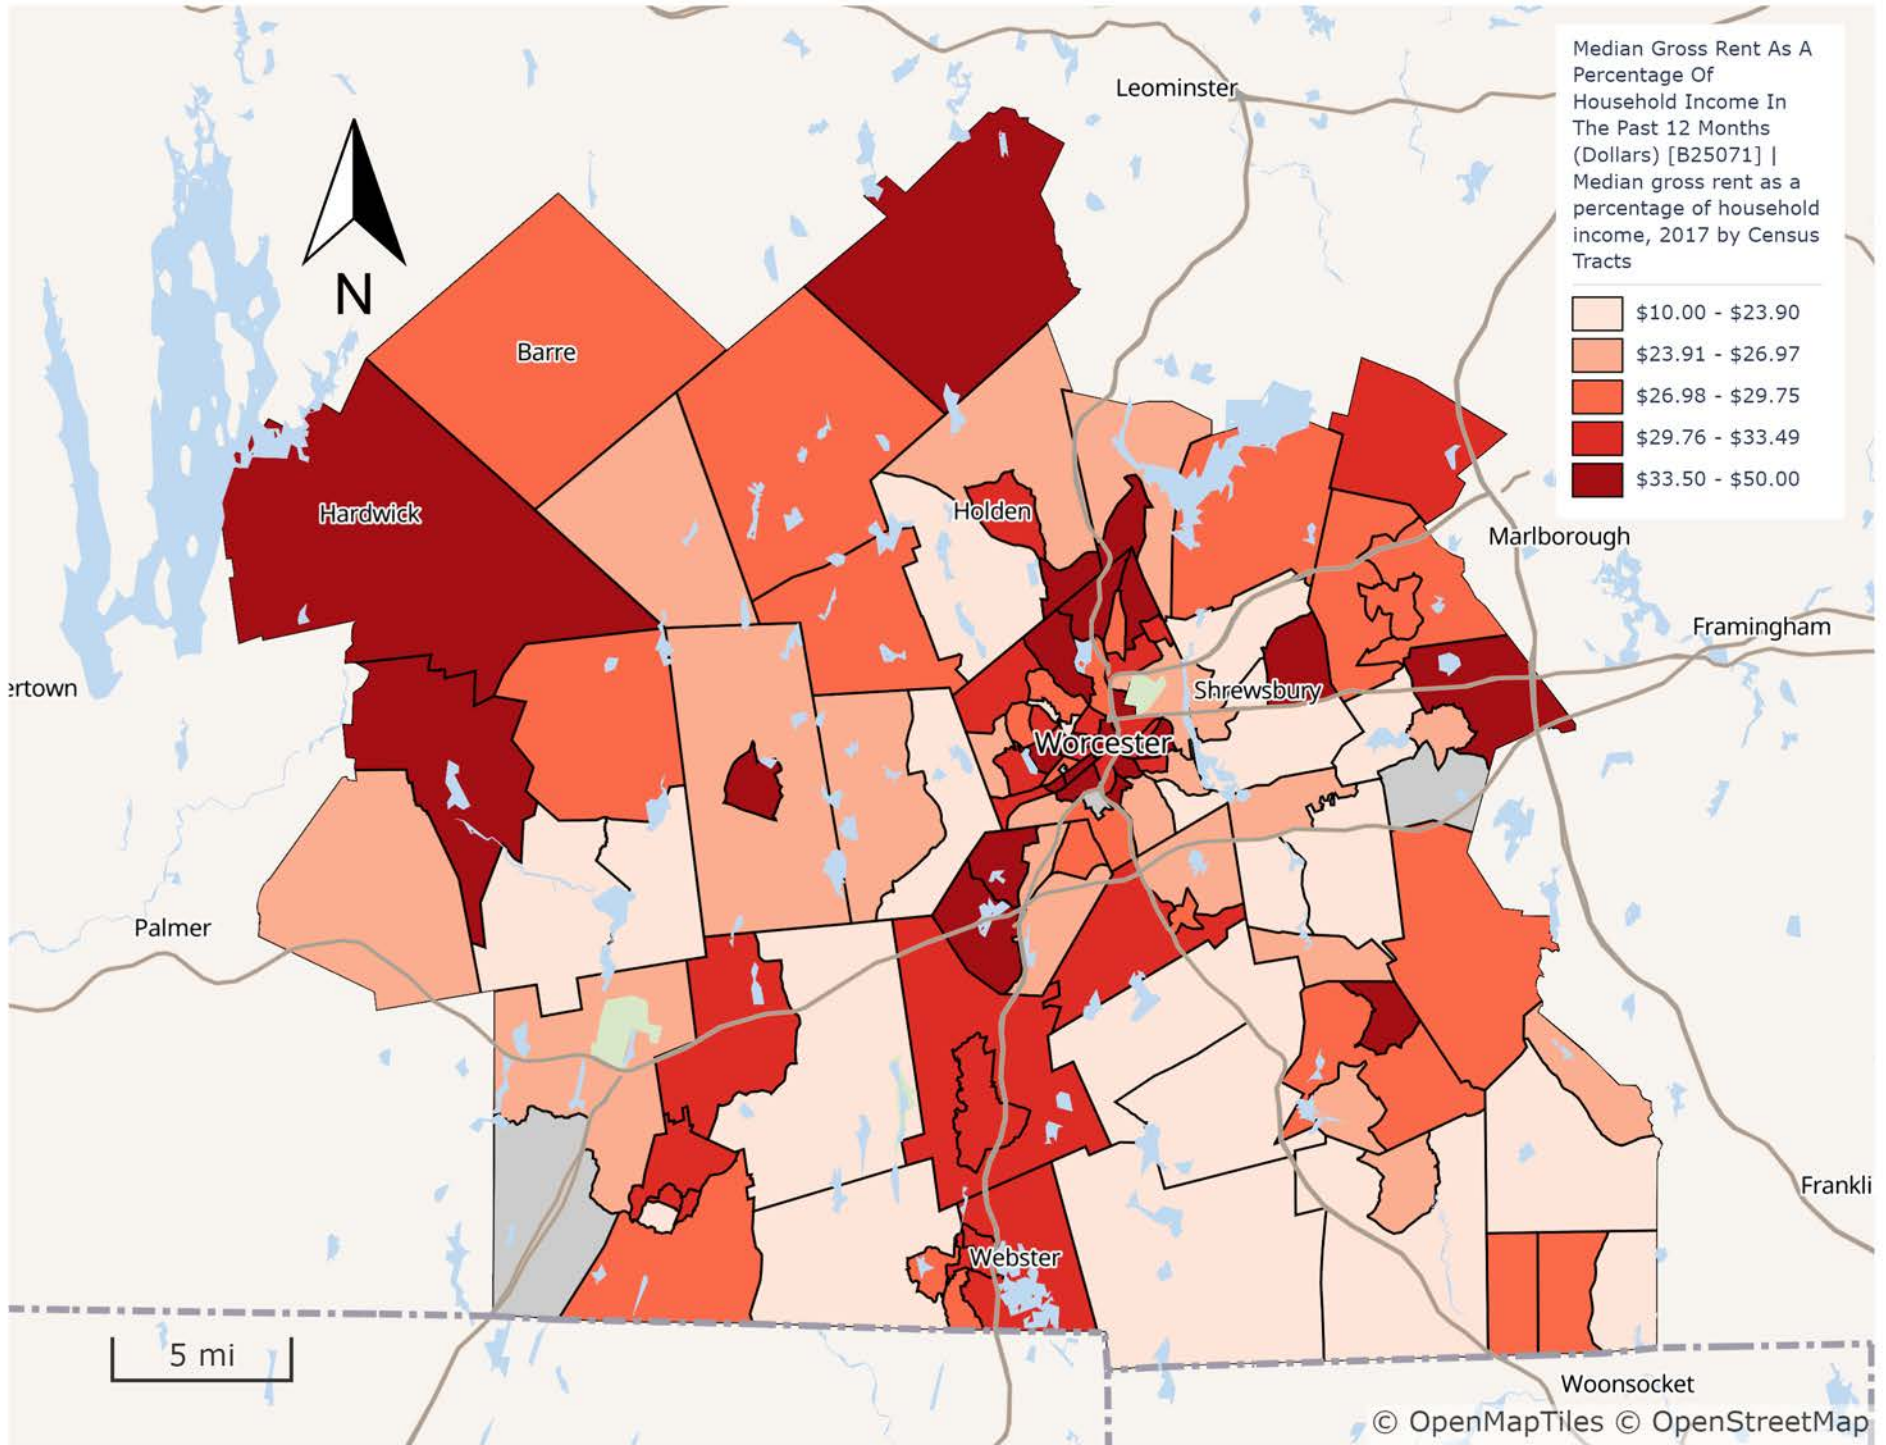 Median Gross Rent As A
Percentage Of
Household Income In
The Past 12 Months
(Dollars) [B25071] |
Median gross rent as a
percentage of household
income, 2017 by Census
Tracts
$10.00 - $23.90
$23.91 - $26.97
$26.98 - $29.75
$29.76 - $33.49
$33.50 - $50.00
Leominster
N
Barre
Hardwick
Holden
Marlborough
Framingham
ertown
Shrewsbury
Worcester
Palmer
Frankli
Webster
5 mi
Woonsocket
© OpenMapTiles © OpenStreetMap